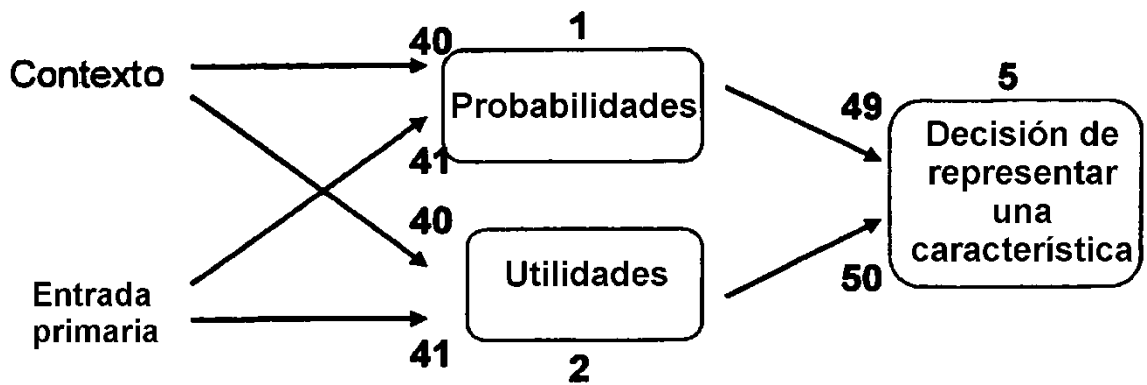 1
40
Contexto
Probabilidades
41
5
49
Decisión de
representar
una
característica
50
40
Utilidades
Entrada
primaria
41
2